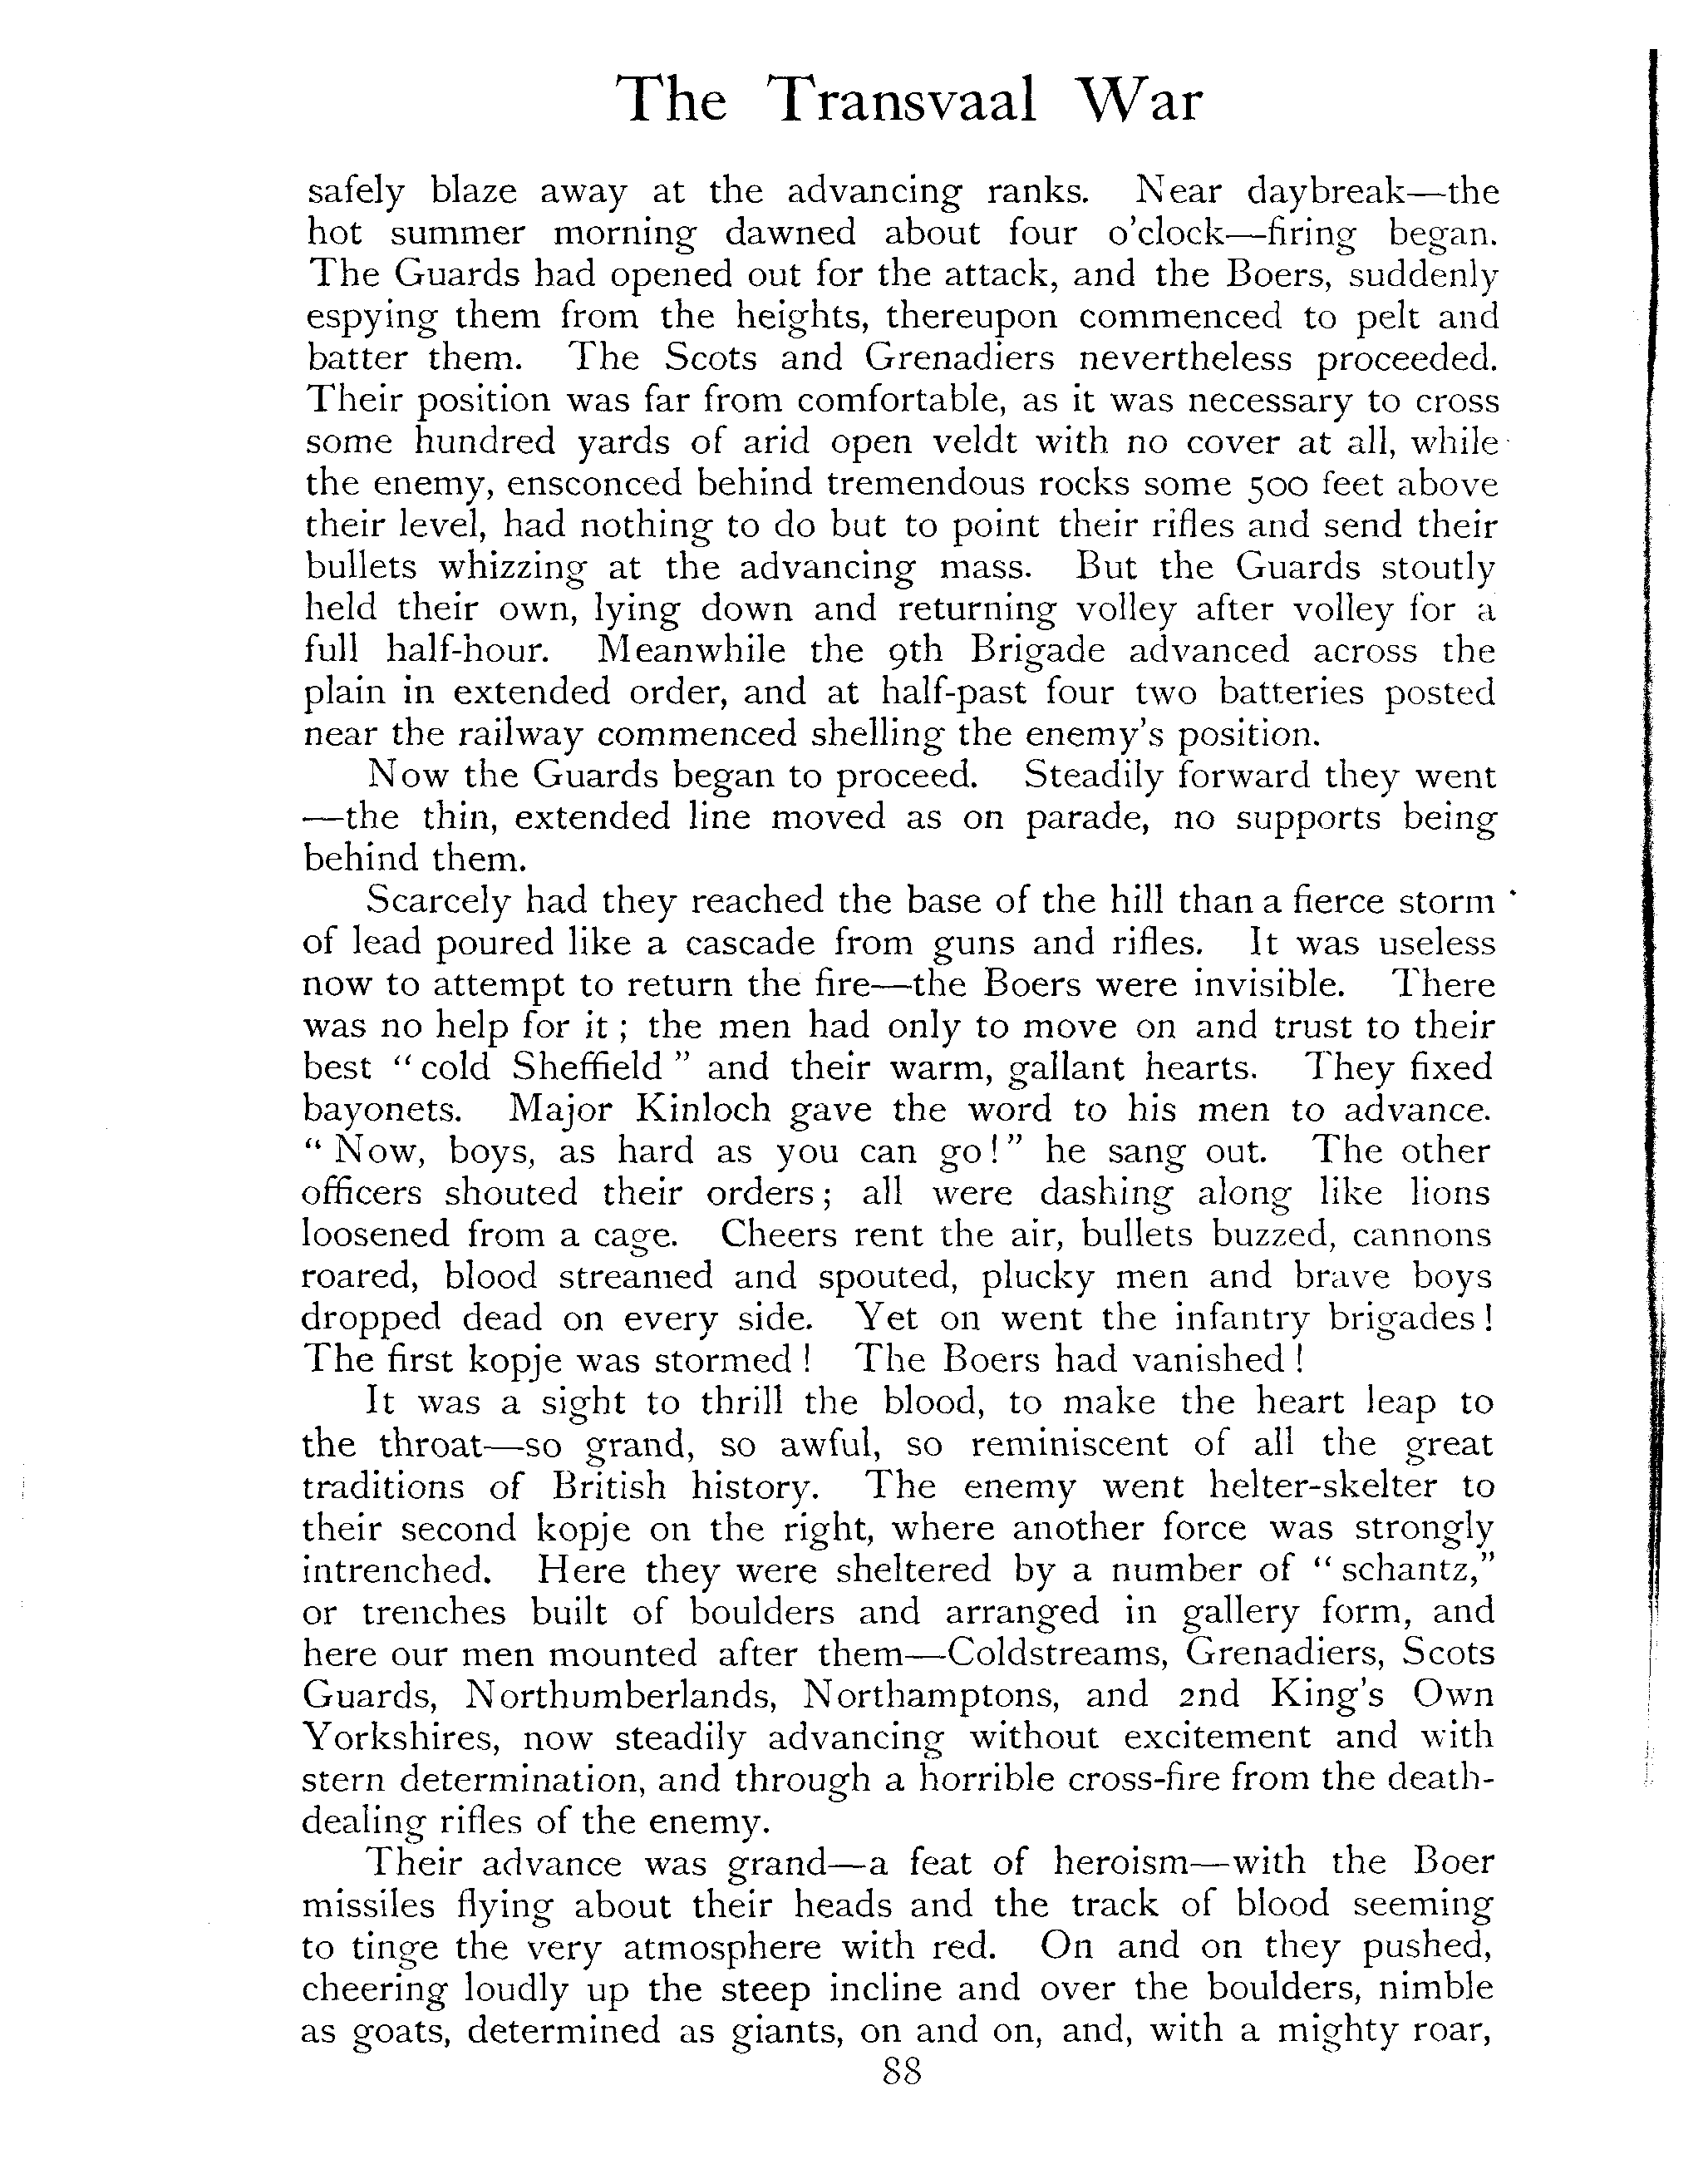 The Transvaal War
safely blaze away at the advancing ranks. Near daybreak—the
hot summer morning dawned about four o'clock—firing began.
The Guards had opened out for the attack, and the Boers, suddenly
espying them from the heights, thereupon commenced to pelt and
batter them. The Scots and Grenadiers nevertheless proceeded.
Their position was far from comfortable, as it was necessary to cross
some hundred yards of arid open veldt with no cover at all, while
the enemy, ensconced behind tremendous rocks some 500 feet above
their level, had nothing to do but to point their rifles and send their
bullets whizzing at the advancing mass. But the Guards stoutly
held their own, lying down and returning volley after volley for a
full half-hour. Meanwhile the 9th Brigade advanced across the
plain in extended order, and at half-past four two batteries posted
near the railway commenced shelling the enemy's position.
Now the Guards began to proceed. Steadily forward they went
—the thin, extended line moved as on parade, no supports being
behind them.
Scarcely had they reached the base of the hill than a fierce storm
of lead poured like a cascade from guns and rifles. It was useless
now to attempt to return the fire—the Boers were invisible. There
was no help for it; the men had only to move on and trust to their
best "cold Sheffield" and their warm, gallant hearts. They fixed
bayonets. Major Kinloch gave the word to his men to advance.
"Now, boys, as hard as you can go!" he sang out. The other
officers shouted their orders; all were dashing along like lions
loosened from a cage. Cheers rent the air, bullets buzzed, cannons
roared, blood streamed and spouted, plucky men and brave boys
dropped dead on every side. Yet on went the infantry brigades!
The first kopje was stormed! The Boers had vanished!
It was a sight to thrill the blood, to make the heart leap to
the throat—so grand, so awful, so reminiscent of all the great
traditions of British history. The enemy went helter-skelter to
their second kopje on the right, where another force was strongly
intrenched. Here they were sheltered by a number of "schantz,"
or trenches built of boulders and arranged in gallery form, and
here our men mounted after them—Coldstreams, Grenadiers, Scots
Guards, Northumberlands, Northamptons, and 2nd King's Own
Yorkshires, now steadily advancing without excitement and with
stern determination, and through a horrible cross-fire from the death-
dealing rifles of the enemy.
Their advance was grand—a feat of heroism—with the Boer
missiles flying about their heads and the track of blood seeming
to tinge the very atmosphere with red. On and on they pushed,
cheering loudly up the steep incline and over the boulders, nimble
as goats, determined as giants, on and on, and, with a mighty roar,
88